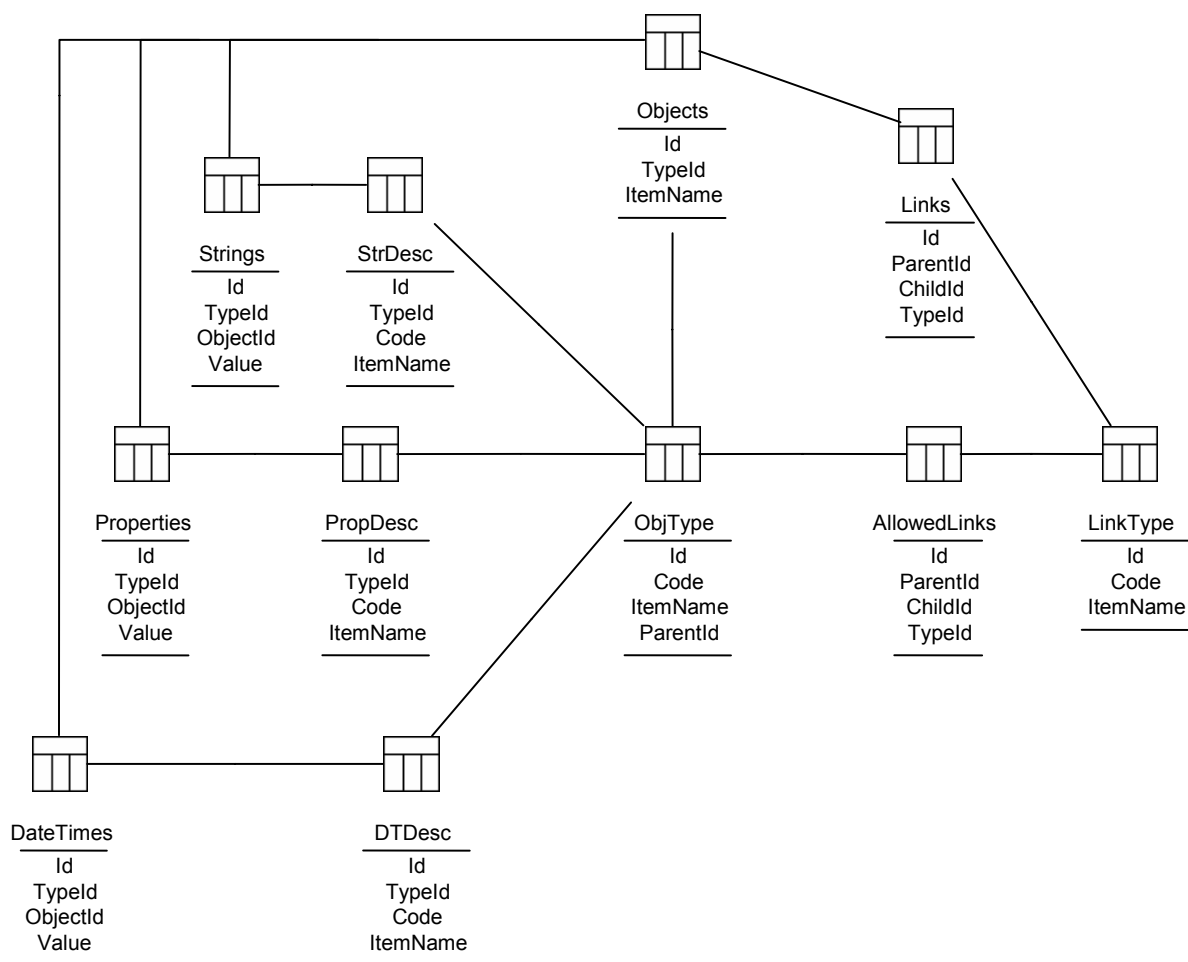 Objects
Id
TypeId
ItemName
Links
Id
ParentId
ChildId
TypeId
Strings
Id
TypeId
ObjectId
Value
StrDesc
Id
TypeId
Code
ItemName
Properties
Id
TypeId
ObjectId
Value
PropDesc
Id
TypeId
Code
ItemName
ObjType
Id
Code
ItemName
ParentId
AllowedLinks
Id
ParentId
ChildId
TypeId
LinkType
Id
Code
ItemName
DateTimes
Id
TypeId
ObjectId
Value
DTDesc
Id
TypeId
Code
ItemName